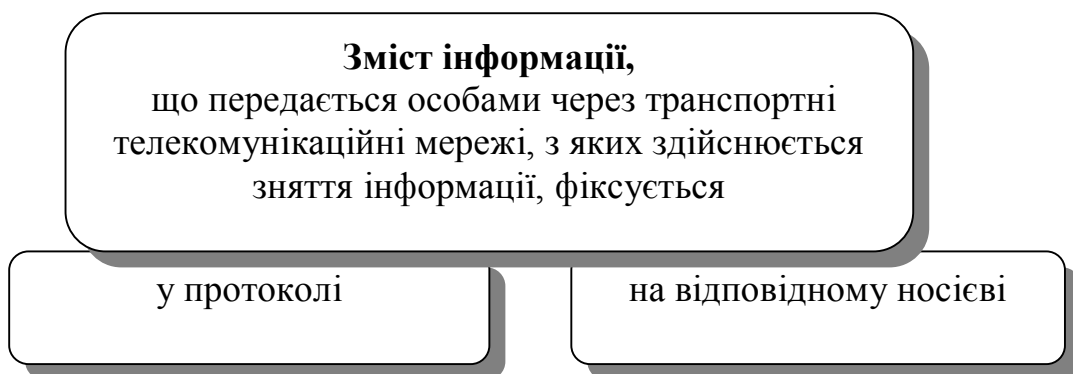 Зміст інформації,
що передається особами через транспортні
телекомунікаційні мережі, з яких здійснюється
зняття інформації, фіксується
у протоколі
на відповідному носієві